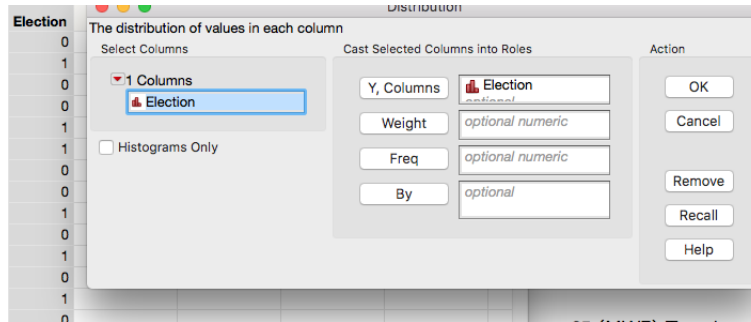 Distribution
Election
The distribution of values in each column
Select Columns
Cast Selected Columns into Roles
Action
1 Columns
Election
Histograms Only
Y, Columns
Election
optional
Weight
optional numeric
Freq
optional numeric
By
optional
OK
Cancel
Remove
Recall
Help
0
1
0
0
1
1
0
0
1
0
1
0
1
0